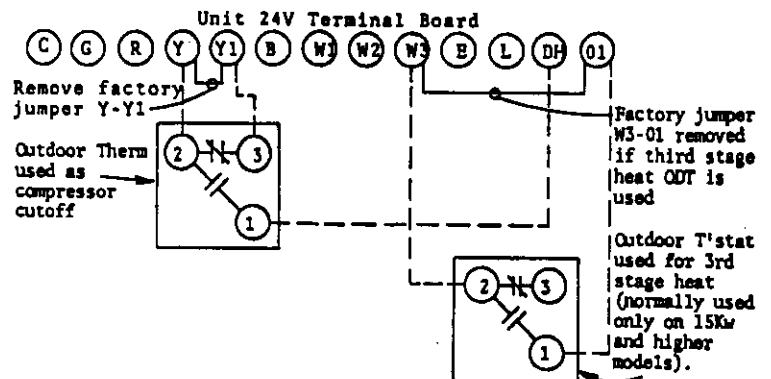 Unit 24V Terminal Board
C G R Y Y1 B W1 W2 W3 E L DH 01
Remove factory
jumper Y-Y1
Outdoor Therm
used as
compressor
cutoff
2 3
1
Factory jumper
W3-01 removed
if third stage
heat ODT is
used
Outdoor T'stat
used for 3rd
stage heat
(normally used
only on 15Kw
and higher
models).
2 3
1